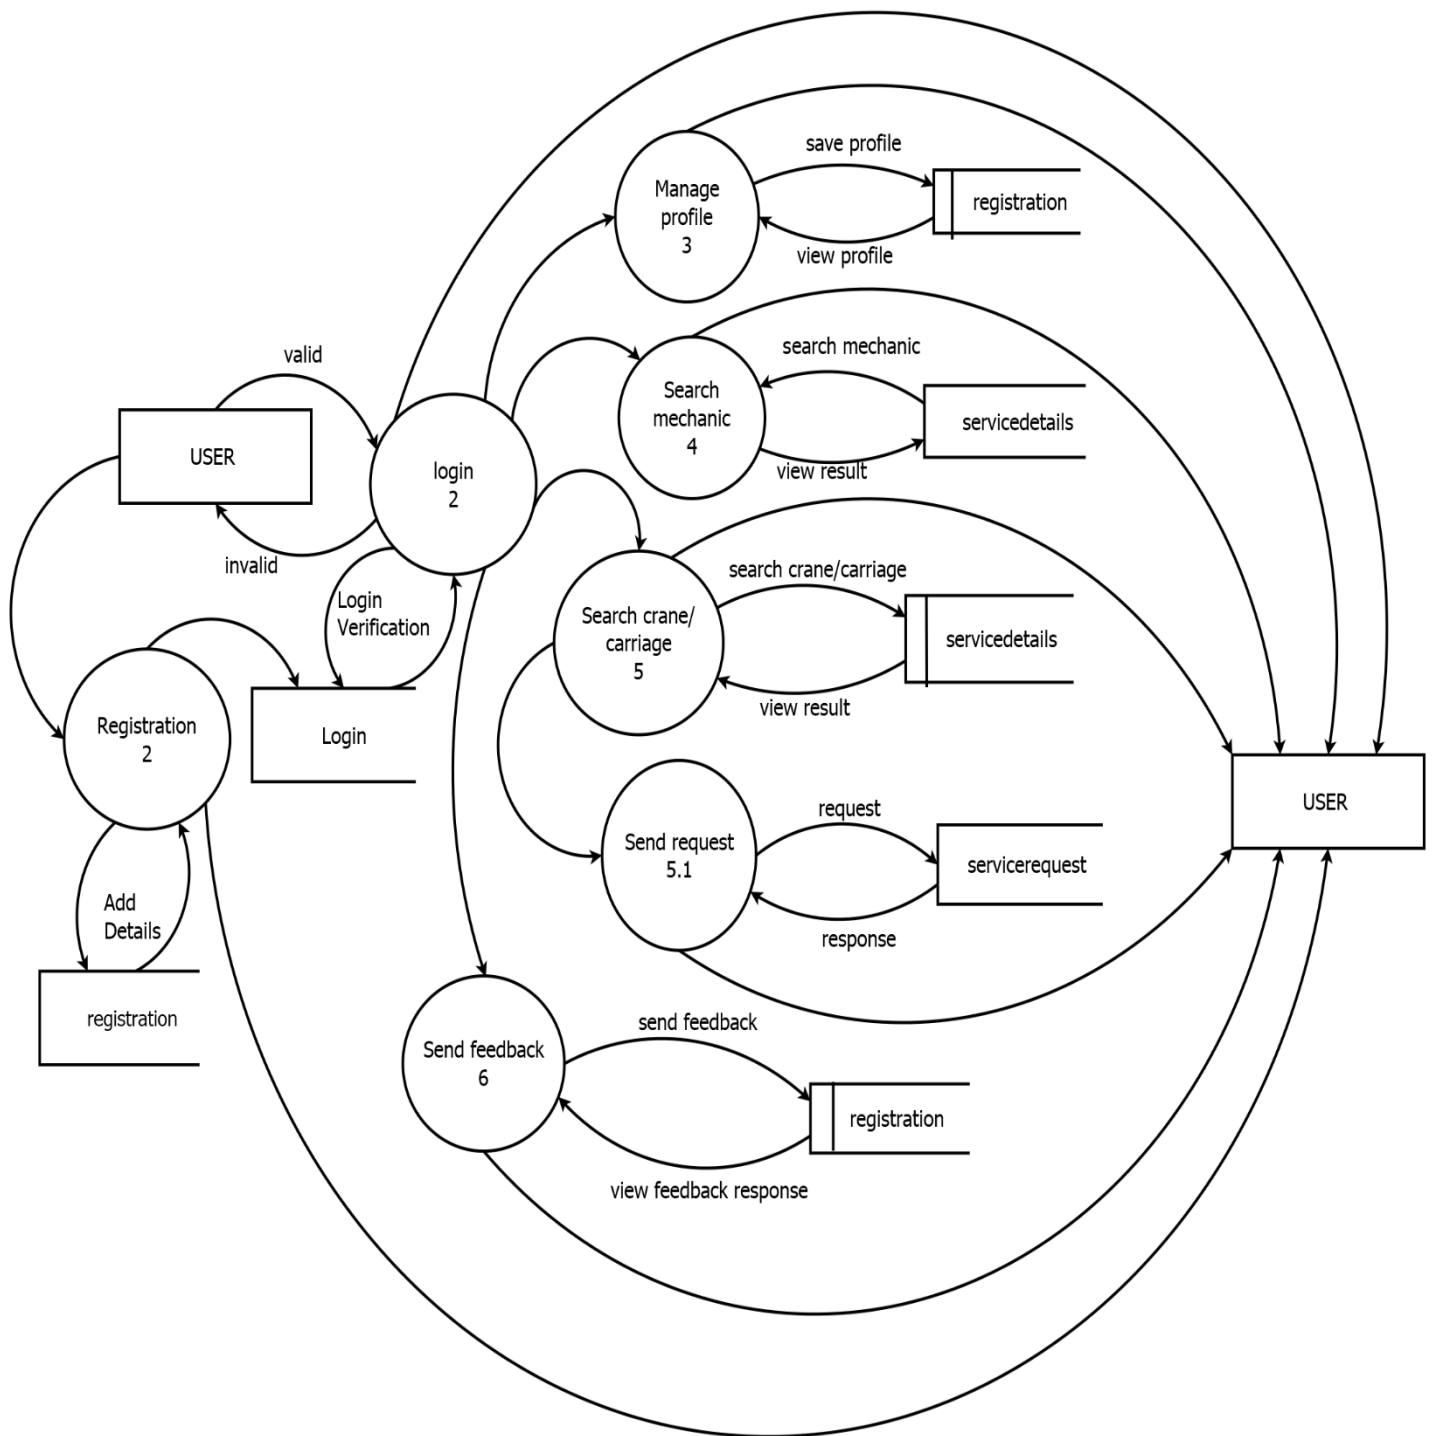 save profile
Manage
profile
3
registration
view profile
valid
search mechanic
Search
mechanic
4
servicedetails
view result
USER
login
2
invalid
search crane/carriage
Login
Verification
Search crane/
carriage
5
servicedetails
view result
Registration
2
Login
USER
request
Send request
5.1
servicerequest
response
Add
Details
registration
send feedback
Send feedback
6
registration
view feedback response